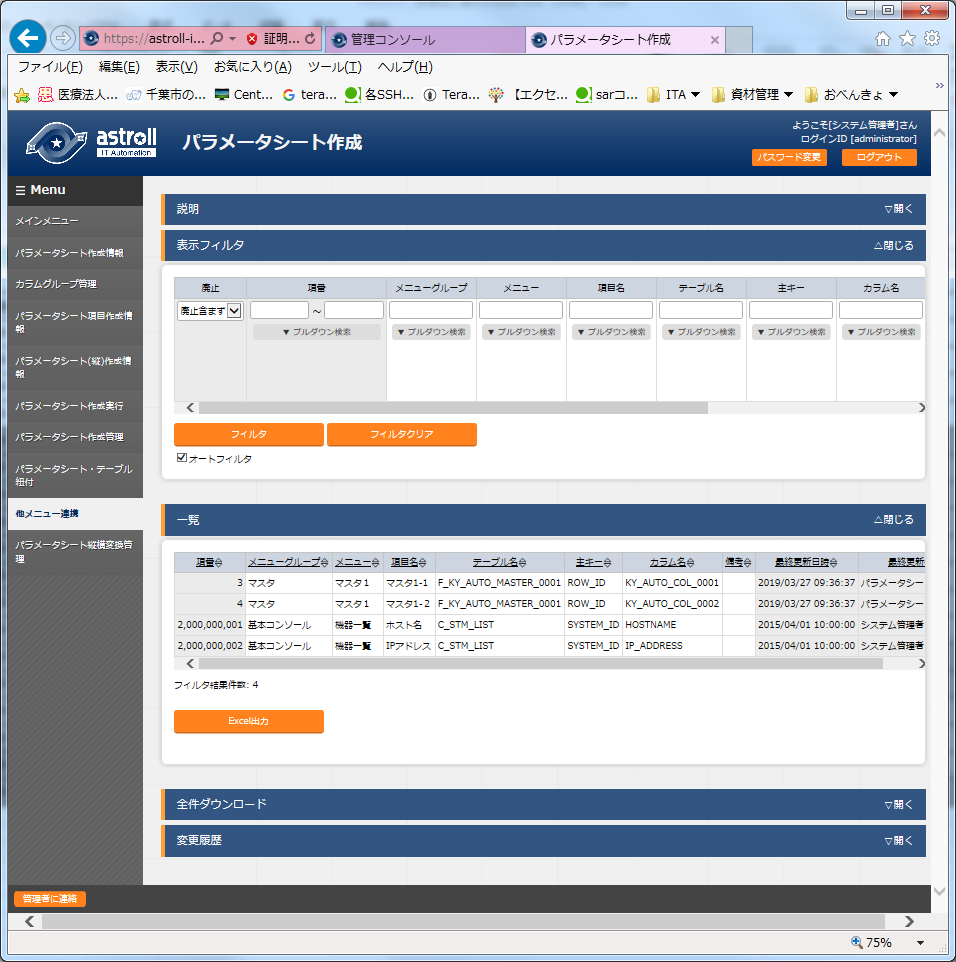 https://astroll-i...
証明...
管理コンソール
パラメータシート作成
ファイル(F) 編集(E) 表示(V) お気に入り(A) ツール(T) ヘルプ(H)
医療法人... 千葉市の... Cent... tera... 各SSH... Tera... 【エクセ... sarコ... ITA 資材管理 おべんきょ
astroll
IT Automation
パラメータシート作成
ようこそ[システム管理者]さん
ログインID [administrator]
パスワード変更 ログアウト
☰ Menu
メインメニュー
パラメータシート作成情報
カラムグループ管理
パラメータシート項目作成情
報
パラメータシート(縦)作成情
報
パラメータシート作成実行
パラメータシート作成管理
パラメータシート・テーブル
紐付
他メニュー連携
パラメータシート縦横変換管
理
説明 ▽開く
表示フィルタ △閉じる
廃止 項番 メニューグループ メニュー 項目名 テーブル名 主キー カラム名
廃止含まず ～
▼プルダウン検索 ▼プルダウン検索 ▼プルダウン検索 ▼プルダウン検索 ▼プルダウン検索 ▼プルダウン検索 ▼プルダウン検索
フィルタ フィルタクリア
オートフィルタ
一覧 △閉じる
項番 メニューグループ メニュー 項目名 テーブル名 主キー カラム名 備考 最終更新日時 最終更新
3 マスタ マスタ1 マスタ1-1 F_KY_AUTO_MASTER_0001 ROW_ID KY_AUTO_COL_0001 2019/03/27 09:36:37 パラメータシー
4 マスタ マスタ1 マスタ1-2 F_KY_AUTO_MASTER_0001 ROW_ID KY_AUTO_COL_0002 2019/03/27 09:36:37 パラメータシー
2,000,000,001 基本コンソール 機器一覧 ホスト名 C_STM_LIST SYSTEM_ID HOSTNAME 2015/04/01 10:00:00 システム管理者
2,000,000,002 基本コンソール 機器一覧 IPアドレス C_STM_LIST SYSTEM_ID IP_ADDRESS 2015/04/01 10:00:00 システム管理者
フィルタ結果件数: 4
Excel出力
全件ダウンロード ▽開く
変更履歴 ▽開く
管理者に連絡
75%